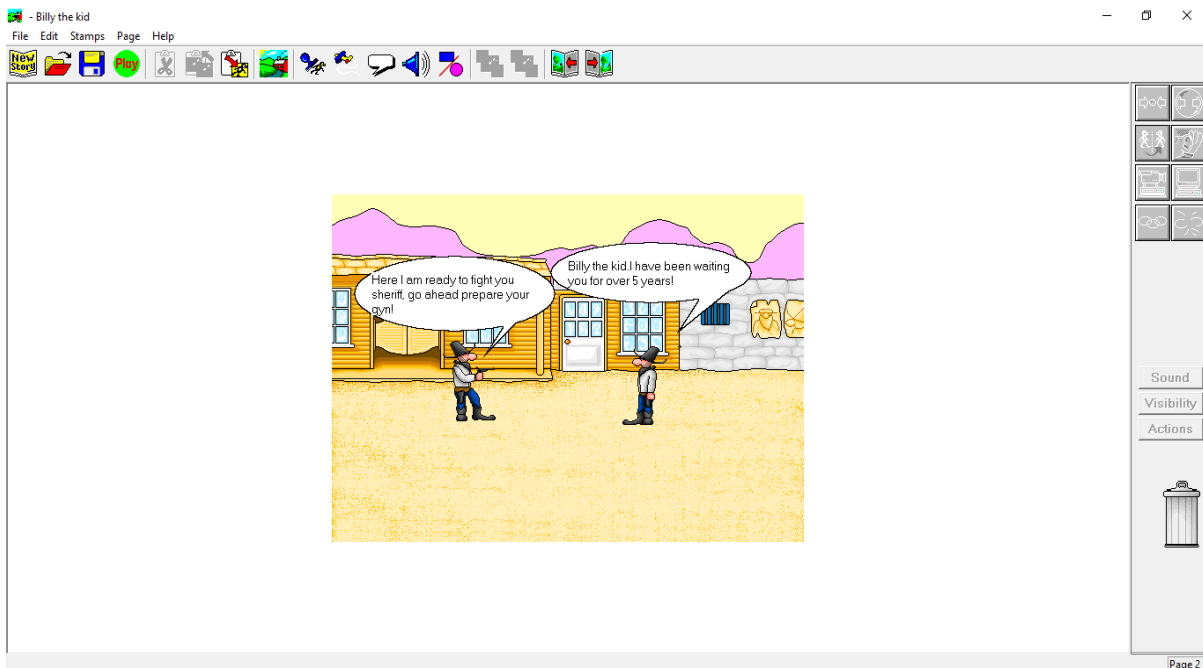 - Billy the kid
File Edit Stamps Page Help
New Story Play
Here I am ready to fight you
sheriff, go ahead prepare your
gyn!
Billy the kid.I have been waiting
you for over 5 years!
Sound
Visibility
Actions
Page 2